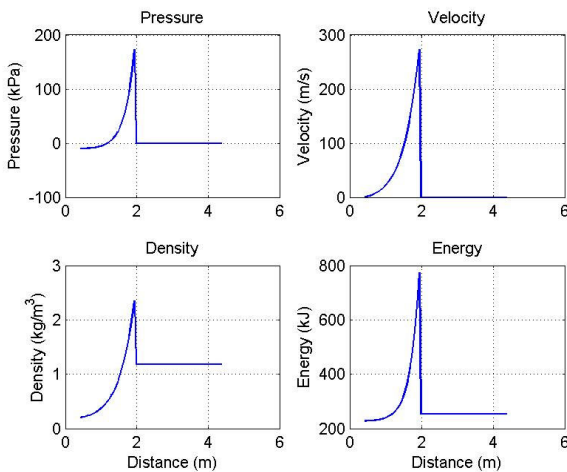 Pressure
200
100
0
-100
Pressure (kPa)
0 2 4 6
Velocity
300
200
100
0
Velocity (m/s)
0 2 4 6
Density
3
2
1
0
Density (kg/m³)
0 2 4 6
Distance (m)
Energy
800
600
400
200
Energy (kJ)
0 2 4 6
Distance (m)